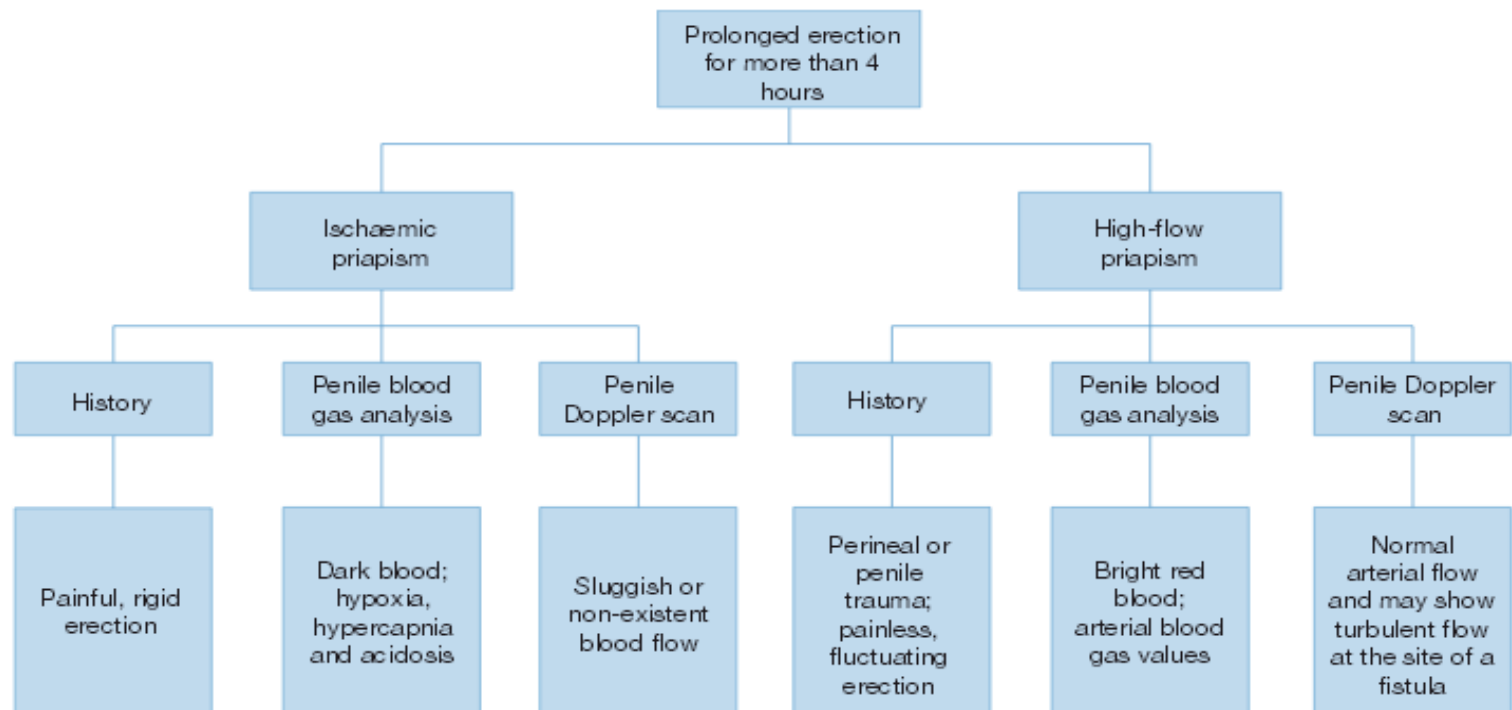 Prolonged erection
for more than 4
hours
Ischaemic
priapism
High-flow
priapism
History
Penile blood
gas analysis
Penile
Doppler scan
History
Penile blood
gas analysis
Penile Doppler
scan
Painful, rigid
erection
Dark blood;
hypoxia,
hypercapnia
and acidosis
Sluggish or
non-existent
blood flow
Perineal or
penile
trauma;
painless,
fluctuating
erection
Bright red
blood;
arterial blood
gas values
Normal
arterial flow
and may show
turbulent flow
at the site of a
fistula